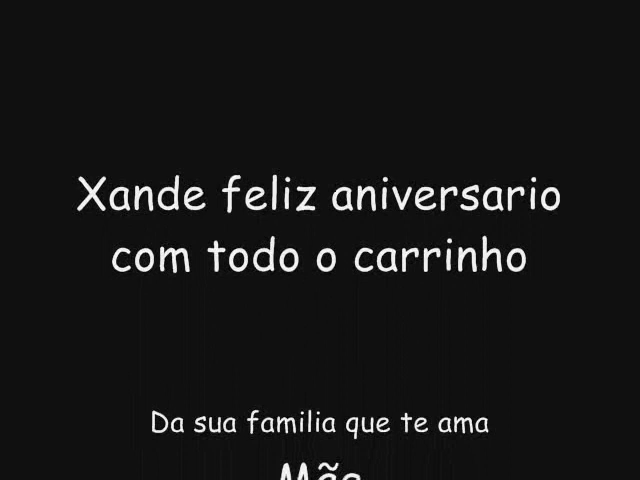 Xande feliz aniversario
com todo o carrinho
Da sua familia que te ama